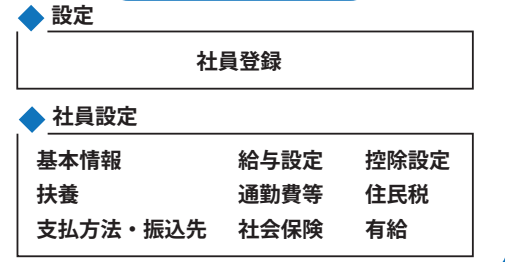 設定
社員登録
社員設定
基本情報 給与設定 控除設定
扶養 通勤費等 住民税
支払方法・振込先 社会保険 有給